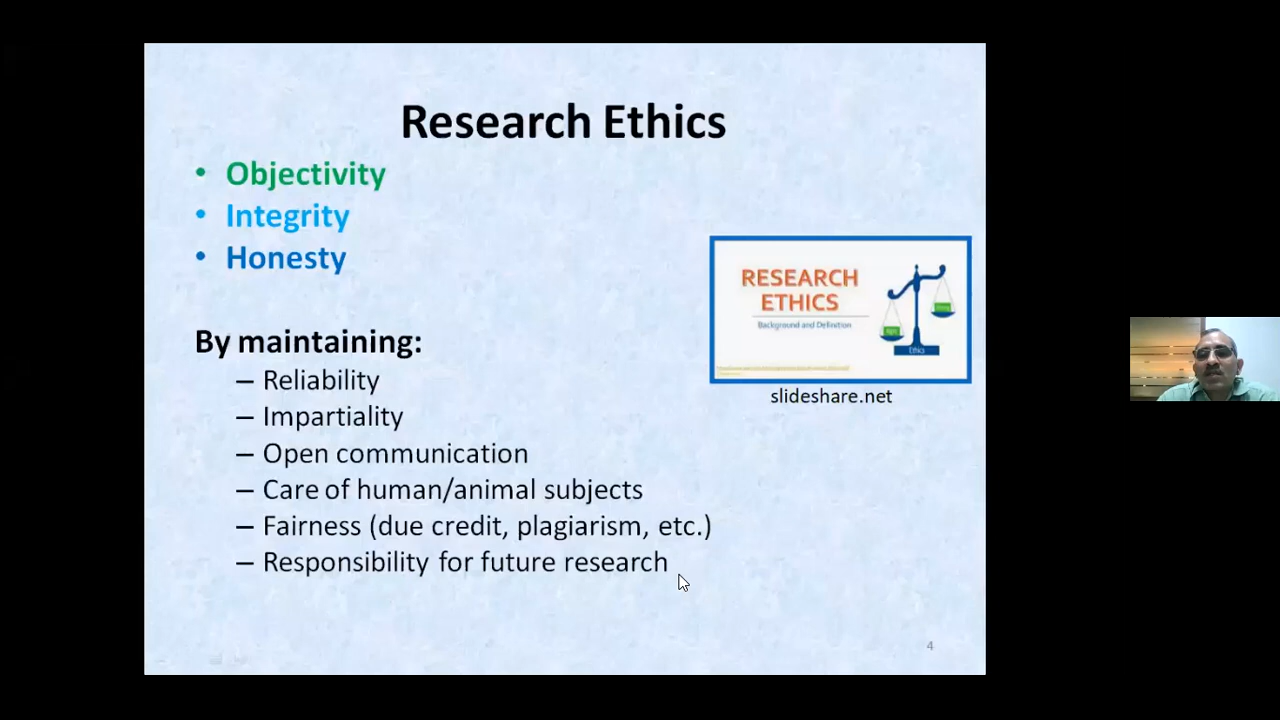 Research Ethics
• Objectivity
• Integrity
• Honesty
By maintaining:
– Reliability
– Impartiality
– Open communication
– Care of human/animal subjects
– Fairness (due credit, plagiarism, etc.)
– Responsibility for future research
RESEARCH
ETHICS
Background and Definition
Ethics
slideshare.net
4